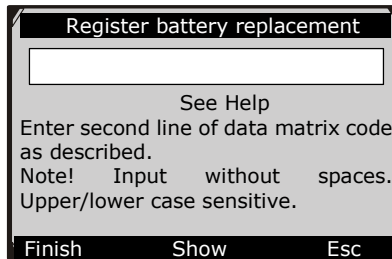 Register battery replacement
See Help
Enter second line of data matrix code
as described.
Note! Input without spaces.
Upper/lower case sensitive.
Finish Show Esc